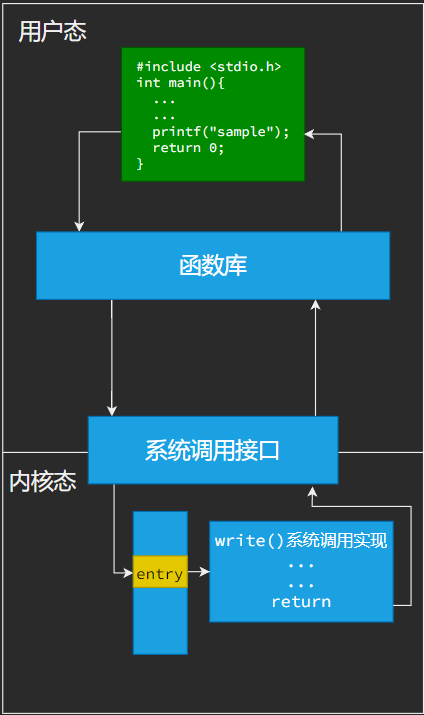 用户态
#include <stdio.h>
int main(){
...
...
printf("sample");
return 0;
}
函数库
系统调用接口
内核态
entry
write()系统调用实现
...
...
return